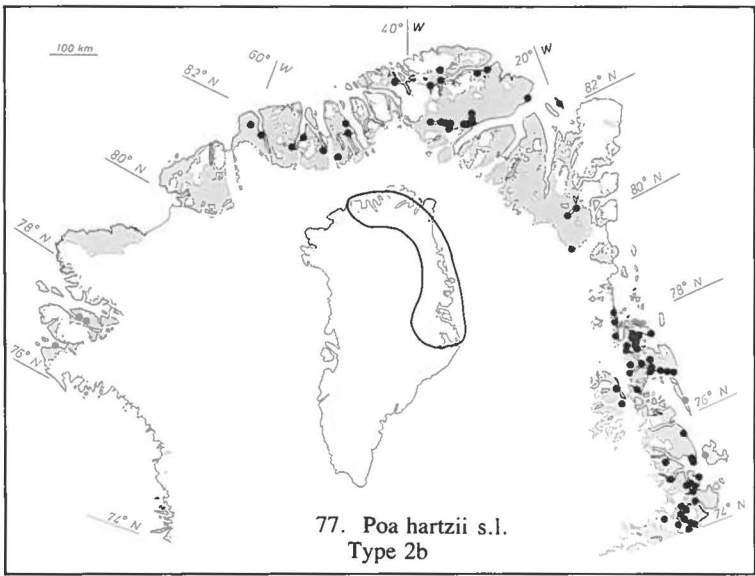 100 km
82° N
60° W
40° W
20° W
82° N
80° N
80° N
78° N
78° N
76° N
76° N
74° N
74° N
77. Poa hartzii s.l.
Type 2b